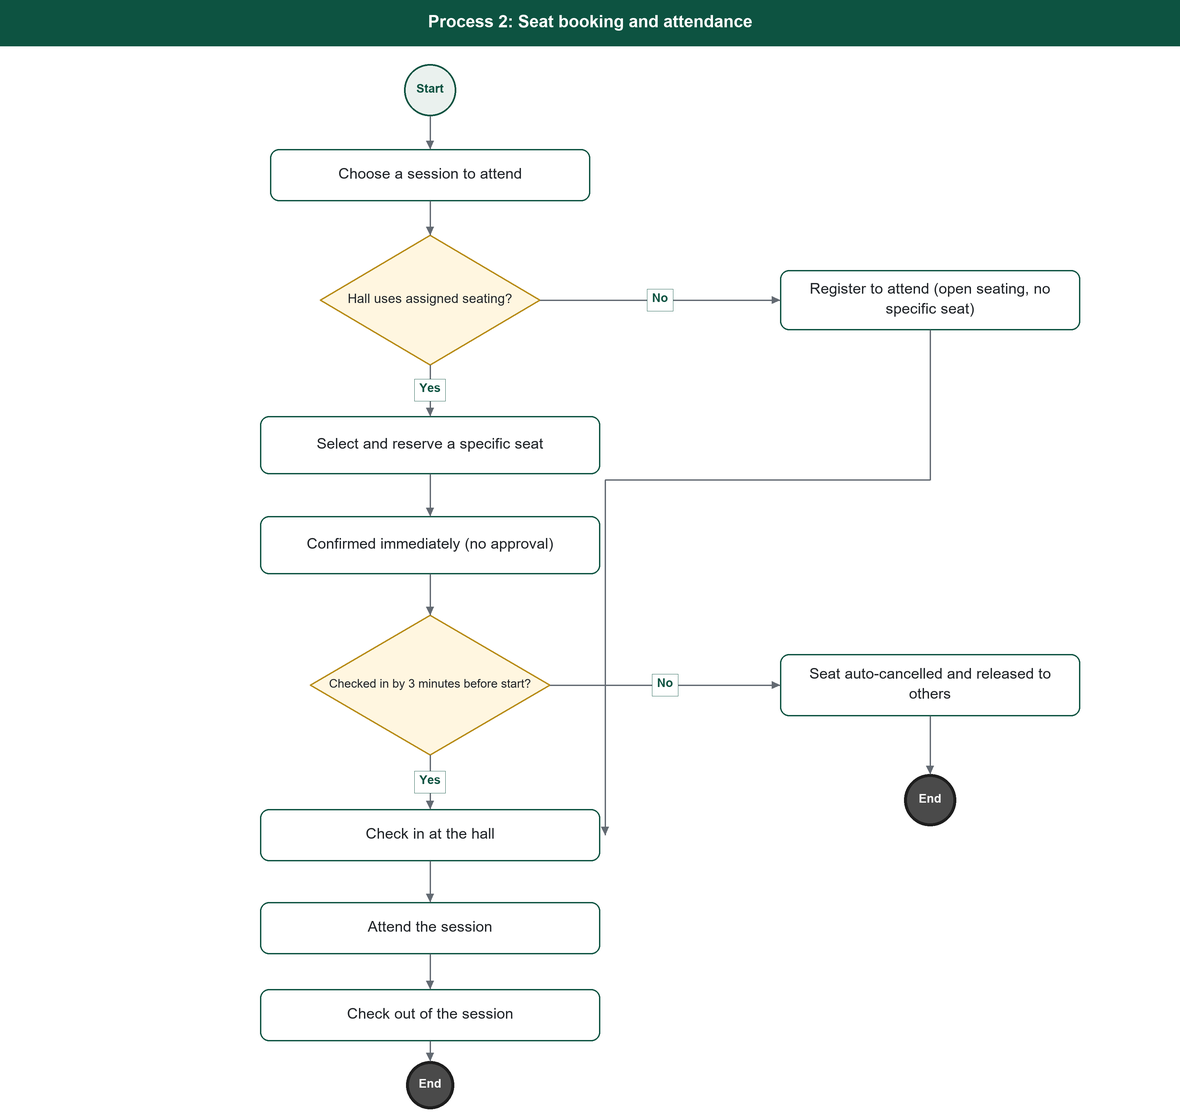 Process 2: Seat booking and attendance
Start
Choose a session to attend
Hall uses assigned seating?
No
Register to attend (open seating, no
specific seat)
Yes
Select and reserve a specific seat
Confirmed immediately (no approval)
Checked in by 3 minutes before start?
No
Seat auto-cancelled and released to
others
Yes
End
Check in at the hall
Attend the session
Check out of the session
End